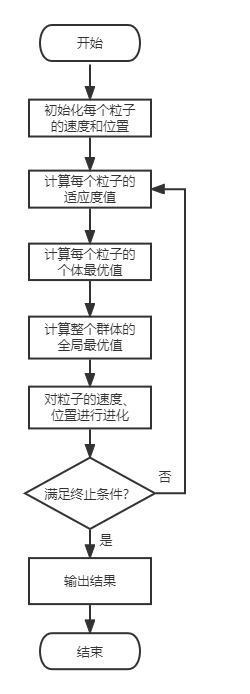 开始
初始化每个粒子
的速度和位置
计算每个粒子的
适应度值
计算每个粒子的
个体最优值
计算整个群体的
全局最优值
对粒子的速度、
位置进行进化
满足终止条件?
否
是
输出结果
结束